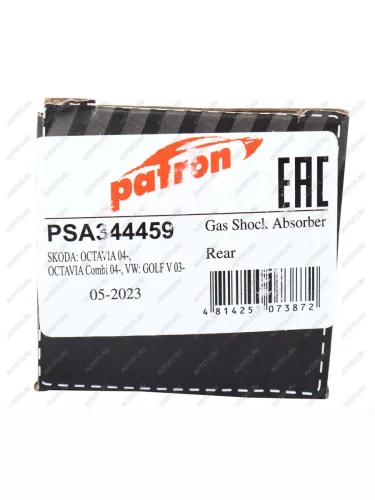 patron
EAC
PSA344459
Gas Shock Absorber
SKODA: OCTAVIA 04-,
OCTAVIA Combi 04-, VW: GOLF V 03-
Rear
05-2023
4 814257 073872